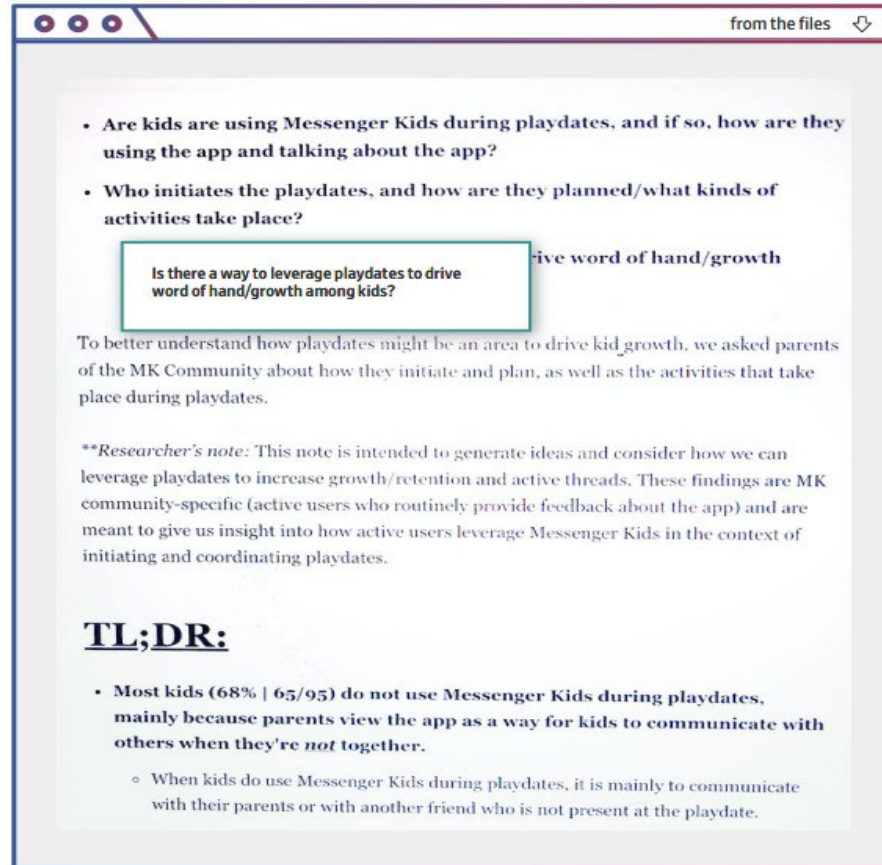 from the files
• Are kids are using Messenger Kids during playdates, and if so, how are they
using the app and talking about the app?
• Who initiates the playdates, and how are they planned/what kinds of
activities take place?
rive word of hand/growth
Is there a way to leverage playdates to drive
word of hand/growth among kids?
To better understand how playdates might be an area to drive kid growth, we asked parents
of the MK Community about how they initiate and plan, as well as the activities that take
place during playdates.
**Researcher's note: This note is intended to generate ideas and consider how we can
leverage playdates to increase growth/retention and active threads. These findings are MK
community-specific (active users who routinely provide feedback about the app) and are
meant to give us insight into how active users leverage Messenger Kids in the context of
initiating and coordinating playdates.
TL;DR:
• Most kids (68% | 65/95) do not use Messenger Kids during playdates,
mainly because parents view the app as a way for kids to communicate with
others when they're not together.
◦ When kids do use Messenger Kids during playdates, it is mainly to communicate
with their parents or with another friend who is not present at the playdate.